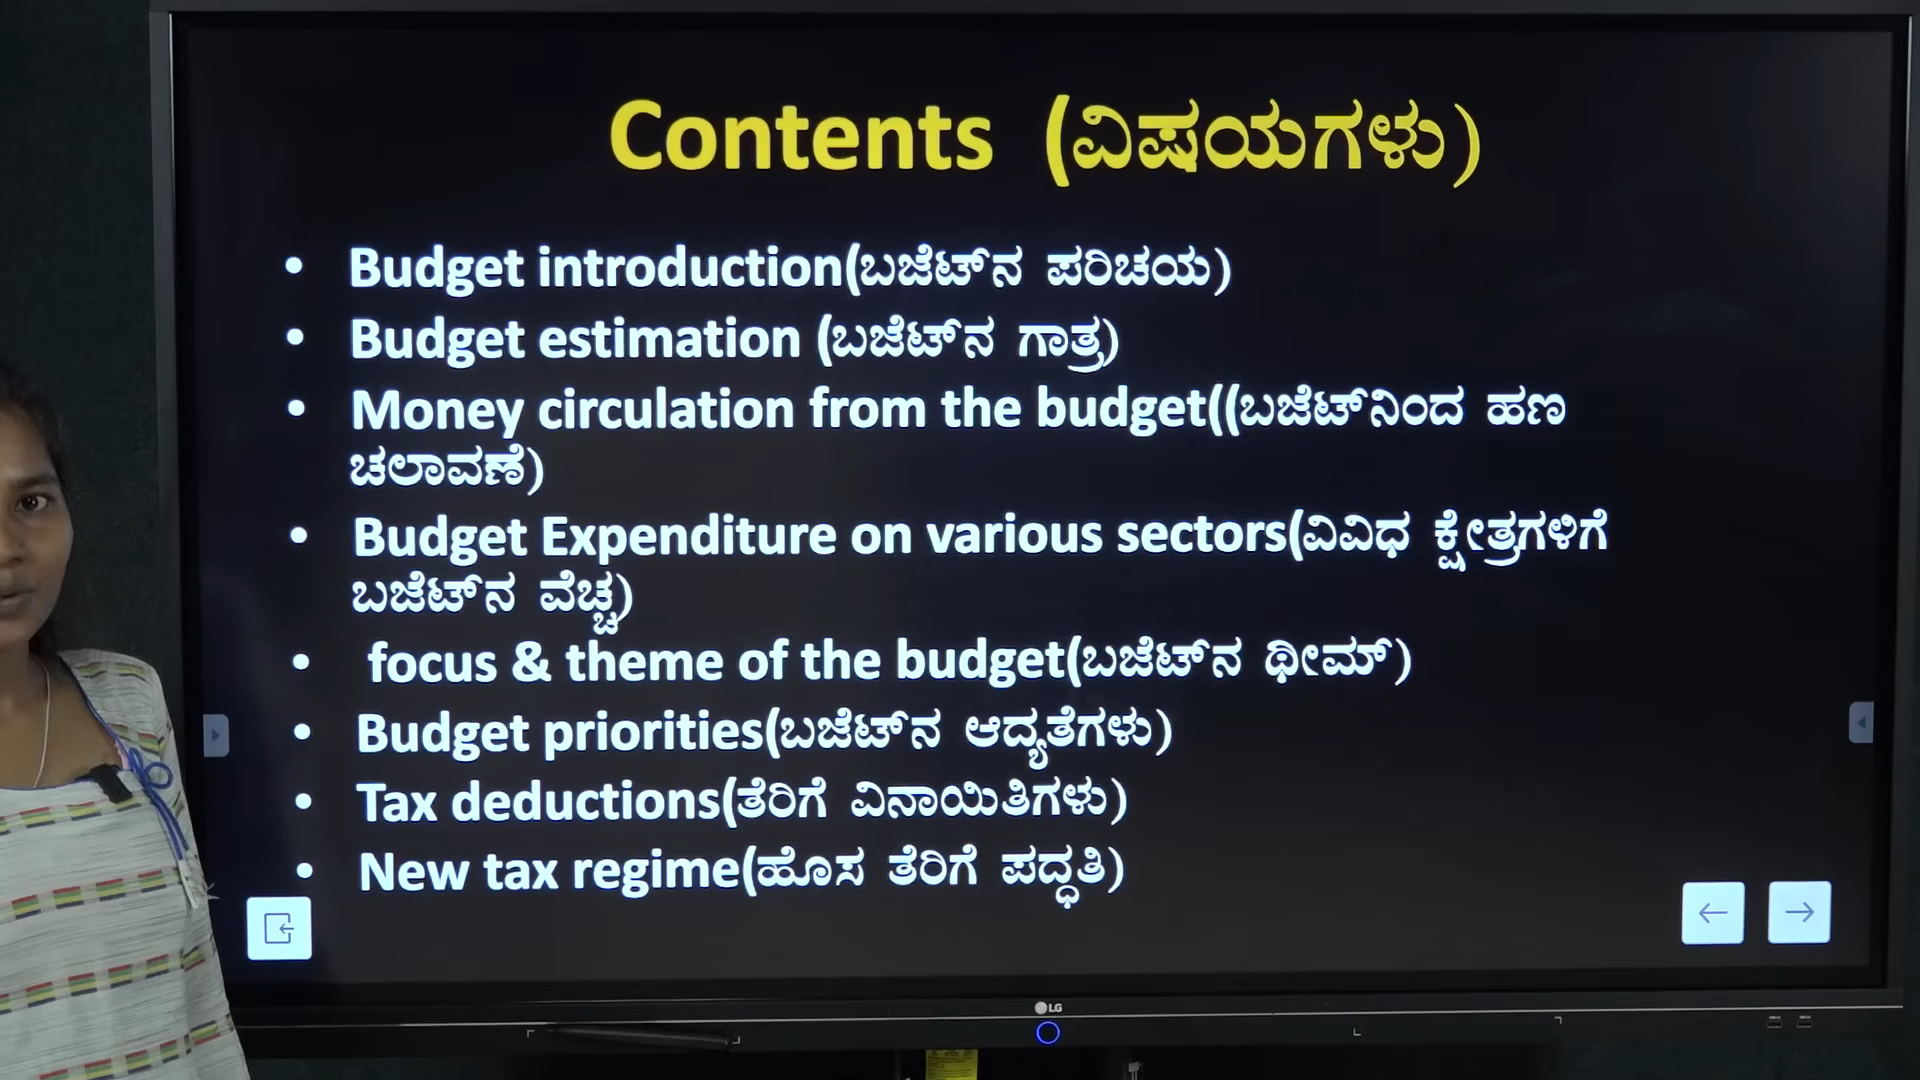 Contents (ವಿಷಯಗಳು)
• Budget introduction(ಬಜೆಟ್‌ನ ಪರಿಚಯ)
• Budget estimation (ಬಜೆಟ್‌ನ ಗಾತ್ರ)
• Money circulation from the budget((ಬಜೆಟ್‌ನಿಂದ ಹಣ
ಚಲಾವಣೆ)
• Budget Expenditure on various sectors(ವಿವಿಧ ಕ್ಷೇತ್ರಗಳಿಗೆ
ಬಜೆಟ್‌ನ ವೆಚ್ಚ)
• focus & theme of the budget(ಬಜೆಟ್‌ನ ಥೀಮ್)
• Budget priorities(ಬಜೆಟ್‌ನ ಆದ್ಯತೆಗಳು)
• Tax deductions(ತೆರಿಗೆ ವಿನಾಯಿತಿಗಳು)
• New tax regime(ಹೊಸ ತೆರಿಗೆ ಪದ್ಧತಿ)
LG